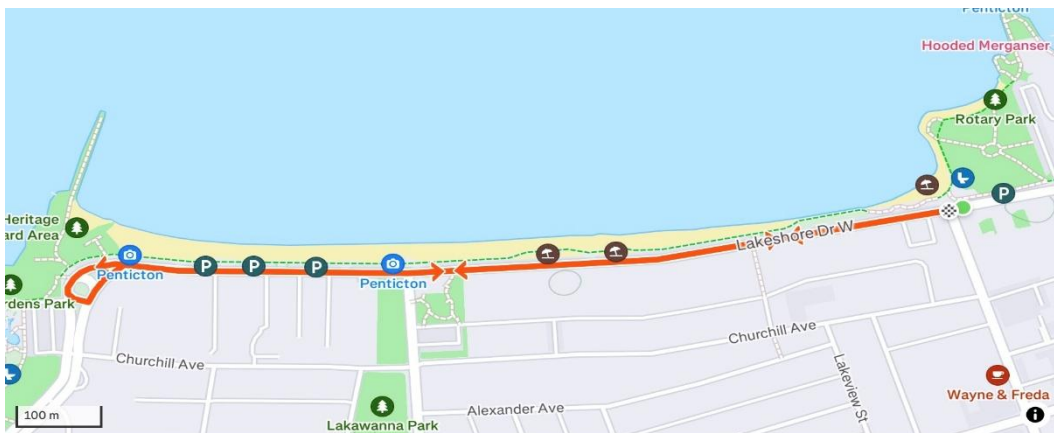 Penticton
Hooded Merganser
Rotary Park
P
Heritage
ard Area
Lakeshore Dr W
Penticton
P
P
P
Penticton
rdens Park
Churchill Ave
Churchill Ave
Lakeview St
Wayne & Freda
100 m
Alexander Ave
Lakawanna Park
i